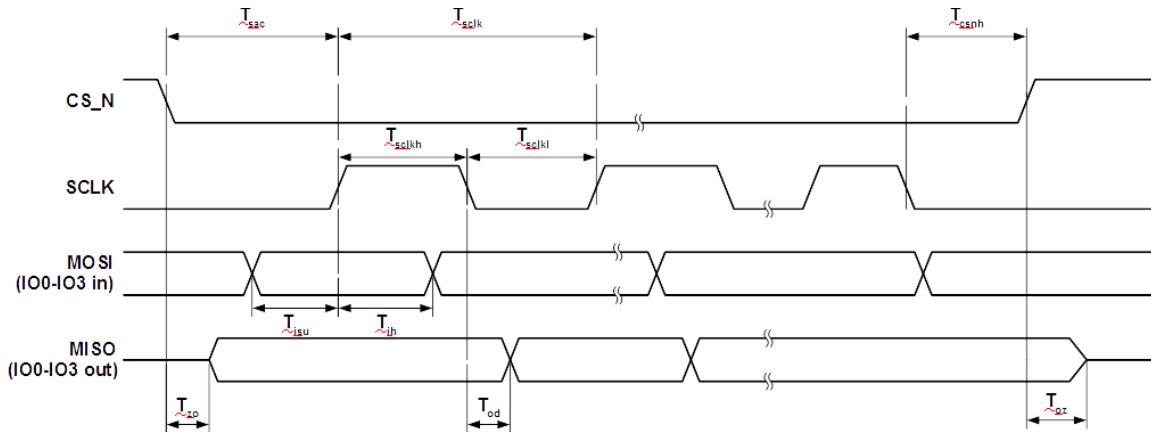 Tsac
Tsclk
Tcsnh
CS_N
Tsclkh
Tsclkl
SCLK
MOSI
(IO0-IO3 in)
Tisu
Tih
MISO
(IO0-IO3 out)
Tzo
Tod
Toz